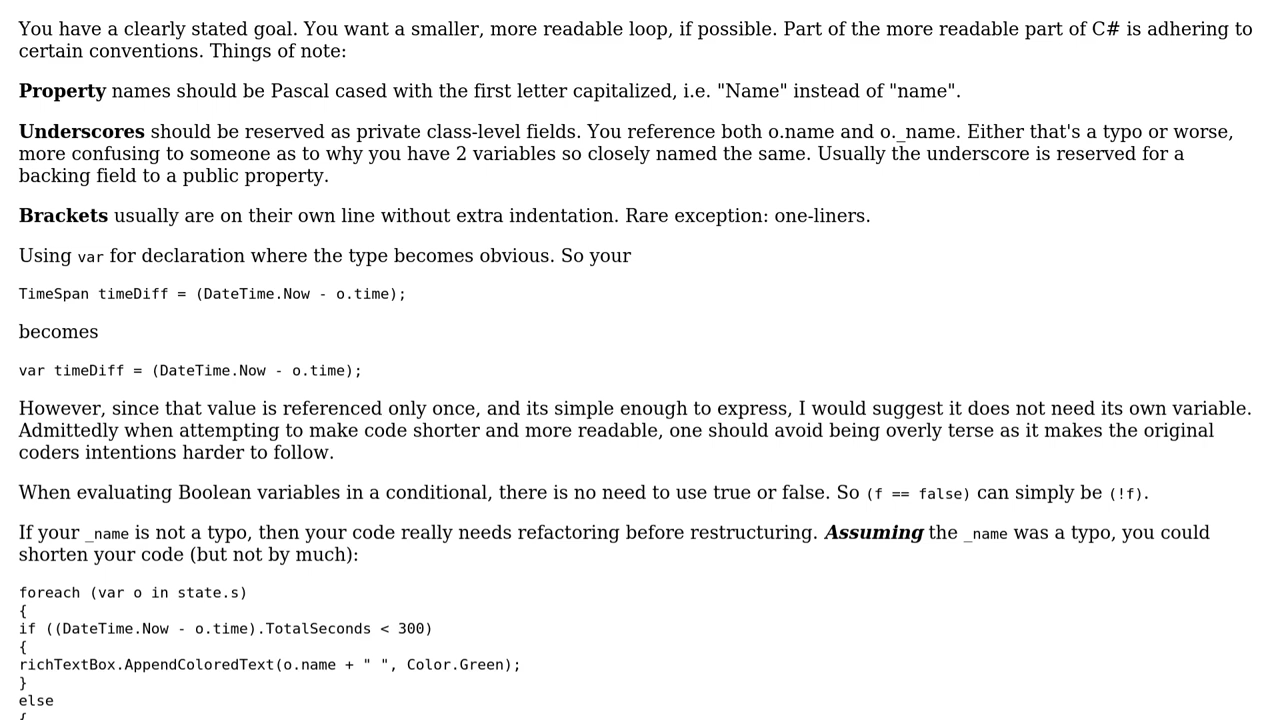 You have a clearly stated goal. You want a smaller, more readable loop, if possible. Part of the more readable part of C# is adhering to
certain conventions. Things of note:
Property names should be Pascal cased with the first letter capitalized, i.e. "Name" instead of "name".
Underscores should be reserved as private class-level fields. You reference both o.name and o._name. Either that's a typo or worse,
more confusing to someone as to why you have 2 variables so closely named the same. Usually the underscore is reserved for a
backing field to a public property.
Brackets usually are on their own line without extra indentation. Rare exception: one-liners.
Using var for declaration where the type becomes obvious. So your
TimeSpan timeDiff = (DateTime.Now - o.time);
becomes
var timeDiff = (DateTime.Now - o.time);
However, since that value is referenced only once, and its simple enough to express, I would suggest it does not need its own variable.
Admittedly when attempting to make code shorter and more readable, one should avoid being overly terse as it makes the original
coders intentions harder to follow.
When evaluating Boolean variables in a conditional, there is no need to use true or false. So (f == false) can simply be (!f).
If your _name is not a typo, then your code really needs refactoring before restructuring. Assuming the _name was a typo, you could
shorten your code (but not by much):
foreach (var o in state.s)
{
if ((DateTime.Now - o.time).TotalSeconds < 300)
{
richTextBox.AppendColoredText(o.name + " ", Color.Green);
}
else
{